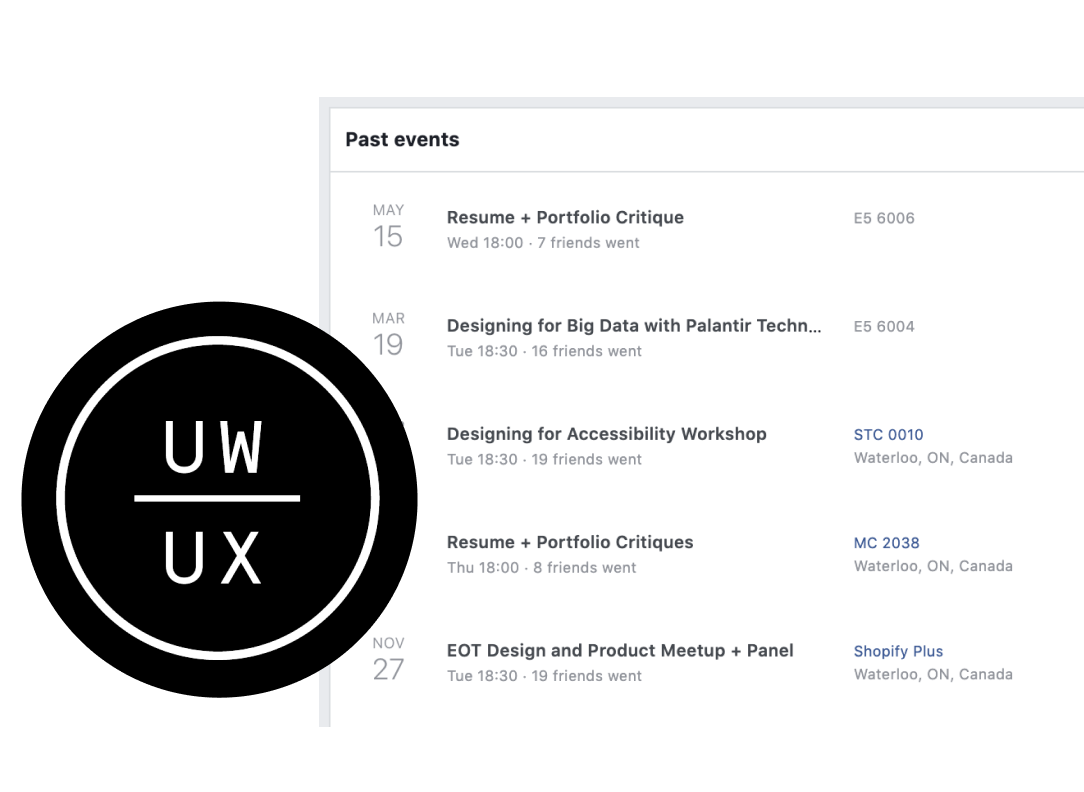 Past events
MAY
15
Resume + Portfolio Critique
Wed 18:00 · 7 friends went
E5 6006
MAR
19
Designing for Big Data with Palantir Techn...
Tue 18:30 · 16 friends went
E5 6004
Designing for Accessibility Workshop
Tue 18:30 · 19 friends went
STC 0010
Waterloo, ON, Canada
Resume + Portfolio Critiques
Thu 18:00 · 8 friends went
MC 2038
Waterloo, ON, Canada
NOV
27
EOT Design and Product Meetup + Panel
Tue 18:30 · 19 friends went
Shopify Plus
Waterloo, ON, Canada
UW
UX